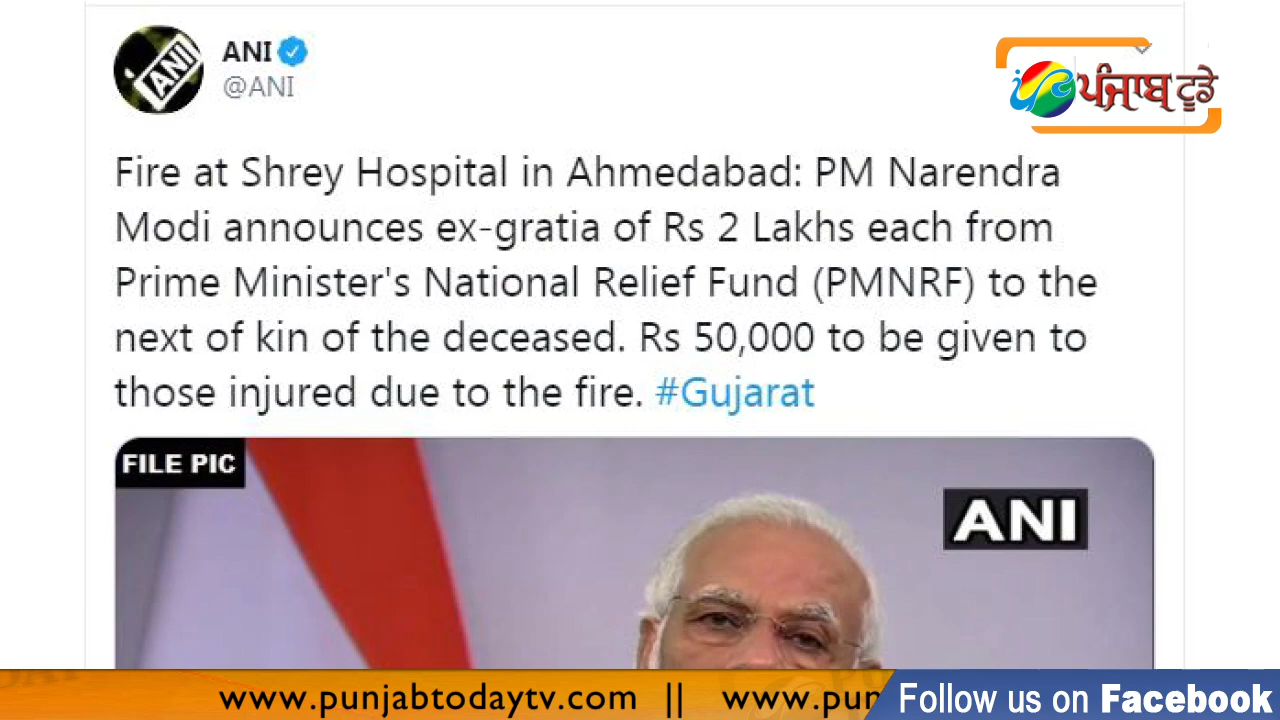 ANI
ANI
@ANI
ਪੰਜਾਬ ਟੂਡੇ
Fire at Shrey Hospital in Ahmedabad: PM Narendra
Modi announces ex-gratia of Rs 2 Lakhs each from
Prime Minister's National Relief Fund (PMNRF) to the
next of kin of the deceased. Rs 50,000 to be given to
those injured due to the fire. #Gujarat
FILE PIC
ANI
www.punjabtodaytv.com || www.pun
Follow us on Facebook